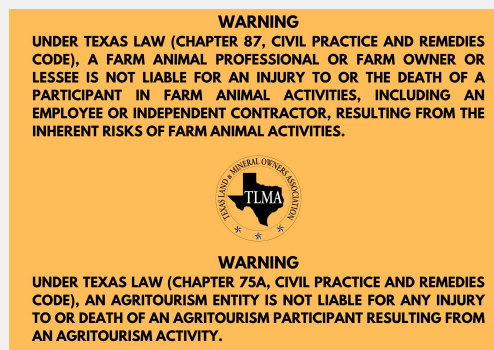 WARNING
UNDER TEXAS LAW (CHAPTER 87, CIVIL PRACTICE AND REMEDIES
CODE), A FARM ANIMAL PROFESSIONAL OR FARM OWNER OR
LESSEE IS NOT LIABLE FOR AN INJURY TO OR THE DEATH OF A
PARTICIPANT IN FARM ANIMAL ACTIVITIES, INCLUDING AN
EMPLOYEE OR INDEPENDENT CONTRACTOR, RESULTING FROM THE
INHERENT RISKS OF FARM ANIMAL ACTIVITIES.
TEXAS LAND & MINERAL OWNERS ASSOCIATION
TLMA
WARNING
UNDER TEXAS LAW (CHAPTER 75A, CIVIL PRACTICE AND REMEDIES
CODE), AN AGRITOURISM ENTITY IS NOT LIABLE FOR ANY INJURY
TO OR DEATH OF AN AGRITOURISM PARTICIPANT RESULTING FROM
AN AGRITOURISM ACTIVITY.